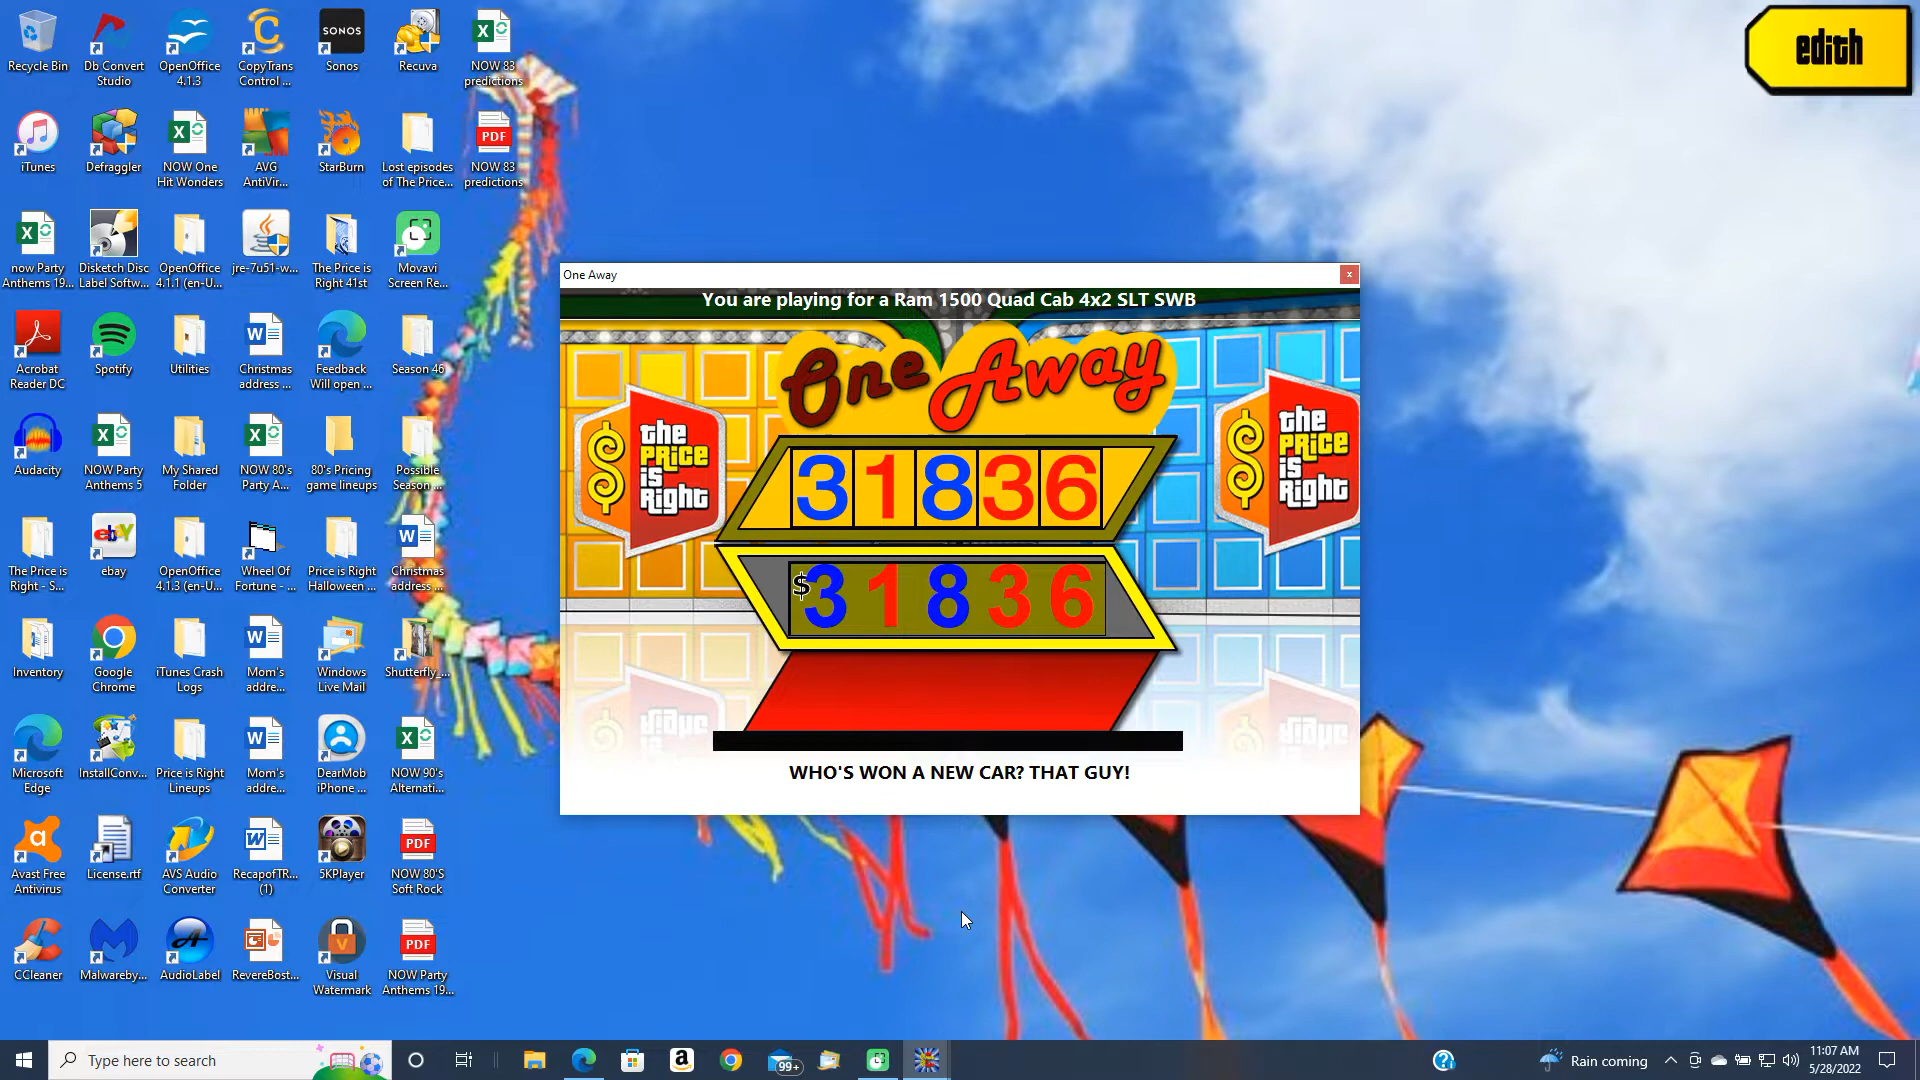 Recycle Bin
Db Convert
Studio
OpenOffice
4.1.3
CopyTrans
Control ...
SONOS
Sonos
Recuva
NOW 83
predictions
edith
iTunes
Defraggler
NOW One
Hit Wonders
AVG
AntiVir...
StarBurn
Lost episodes
of The Price...
PDF
NOW 83
predictions
now Party
Anthems 19...
Disketch Disc
Label Softw...
OpenOffice
4.1.1 (en-U...
jre-7u51-w...
The Price is
Right 41st
Movavi
Screen Re...
Acrobat
Reader DC
Spotify
Utilities
Christmas
address ...
Feedback
Will open ...
Season 46
Audacity
NOW Party
Anthems 5
My Shared
Folder
NOW 80's
Party A...
80's Pricing
game lineups
Possible
Season ...
The Price is
Right - S...
ebay
ebay
OpenOffice
4.1.3 (en-U...
Wheel Of
Fortune - ...
Price is Right
Halloween ...
Christmas
address ...
Inventory
Google
Chrome
iTunes Crash
Logs
Mom's
addre...
Windows
Live Mail
Shutterfly_...
Microsoft
Edge
InstallConv...
Price is Right
Lineups
Mom's
addre...
DearMob
iPhone ...
NOW 90's
Alternati...
Avast Free
Antivirus
License.rtf
AVS Audio
Converter
RecapofTR...
(1)
5KPlayer
PDF
NOW 80'S
Soft Rock
CCleaner
Malwareby...
AudioLabel
RevereBost...
Visual
Watermark
PDF
NOW Party
Anthems 19...
One Away
x
You are playing for a Ram 1500 Quad Cab 4x2 SLT SWB
One Away
the
PRICE
is
Right
the
PRICE
is
Right
31836
$31836
WHO'S WON A NEW CAR? THAT GUY!
Type here to search
99+
Rain coming
11:07 AM
5/28/2022